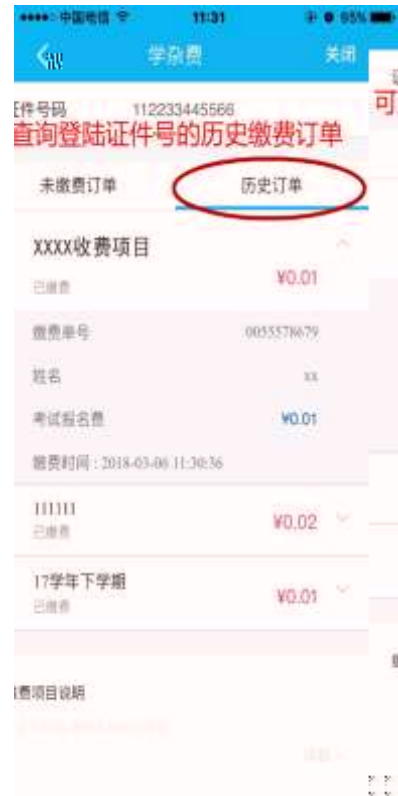 中国电信 11:31 95%
学杂费 关闭
证件号码 112233445566
查询登陆证件号的历史缴费订单
可
未缴费订单 历史订单
XXXX收费项目
已缴费 ¥0.01
缴费单号 0055578679
姓名 xx
考试报名费 ¥0.01
缴费时间 : 2018-03-06 11:30:36
111111
已缴费 ¥0.02
17学年下学期
已缴费 ¥0.01
缴费项目说明